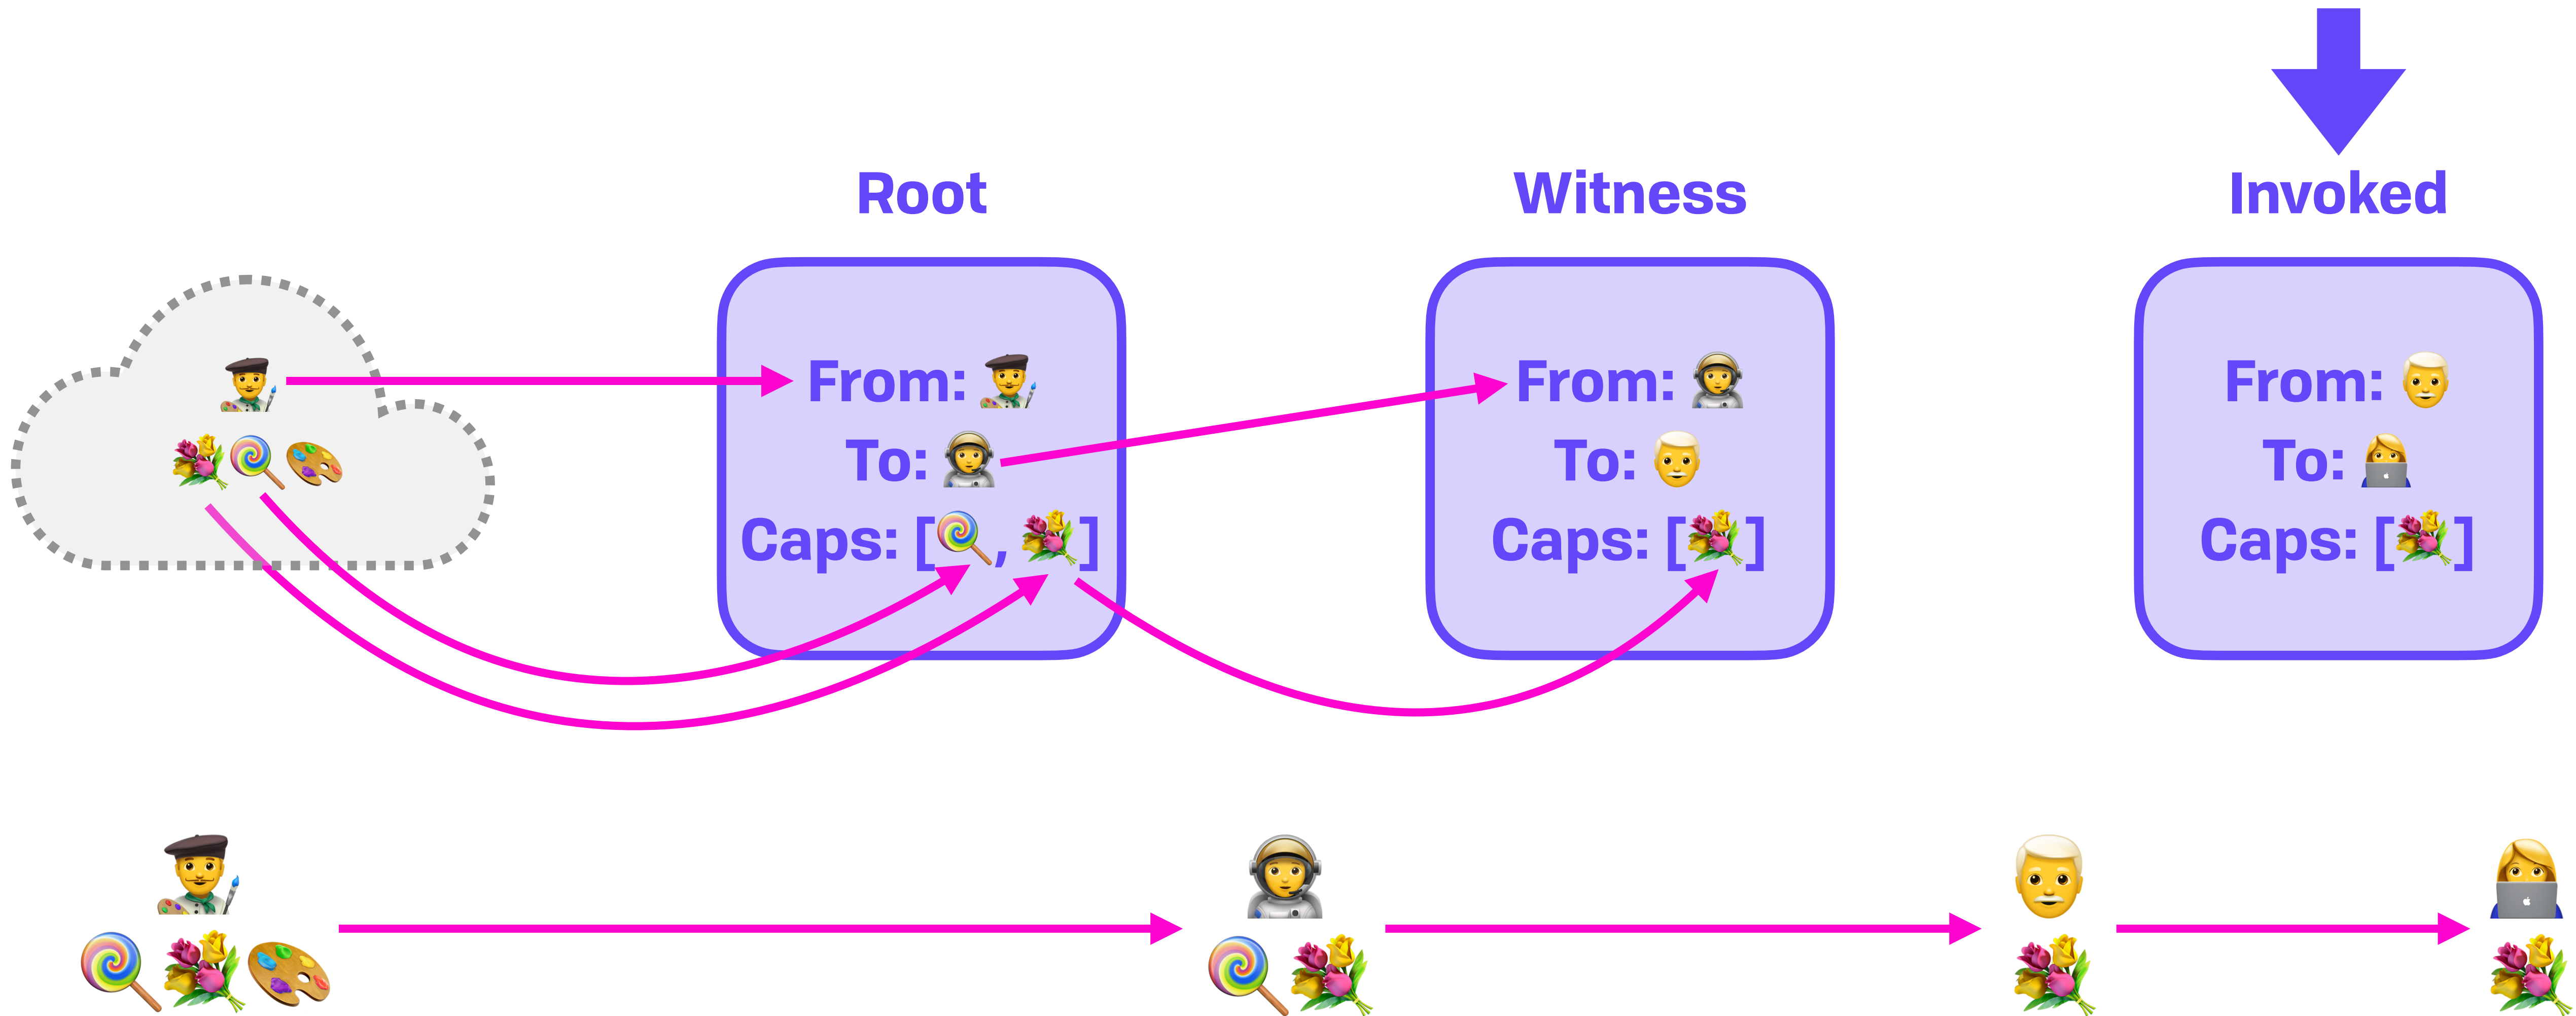 Root
Witness
Invoked
From: 👨‍🎨
To: 🧑‍🚀
Caps: [🍭, 💐]
From: 🧑‍🚀
To: 👨‍🦳
Caps: [💐]
From: 👨‍🦳
To: 👩‍💻
Caps: [💐]